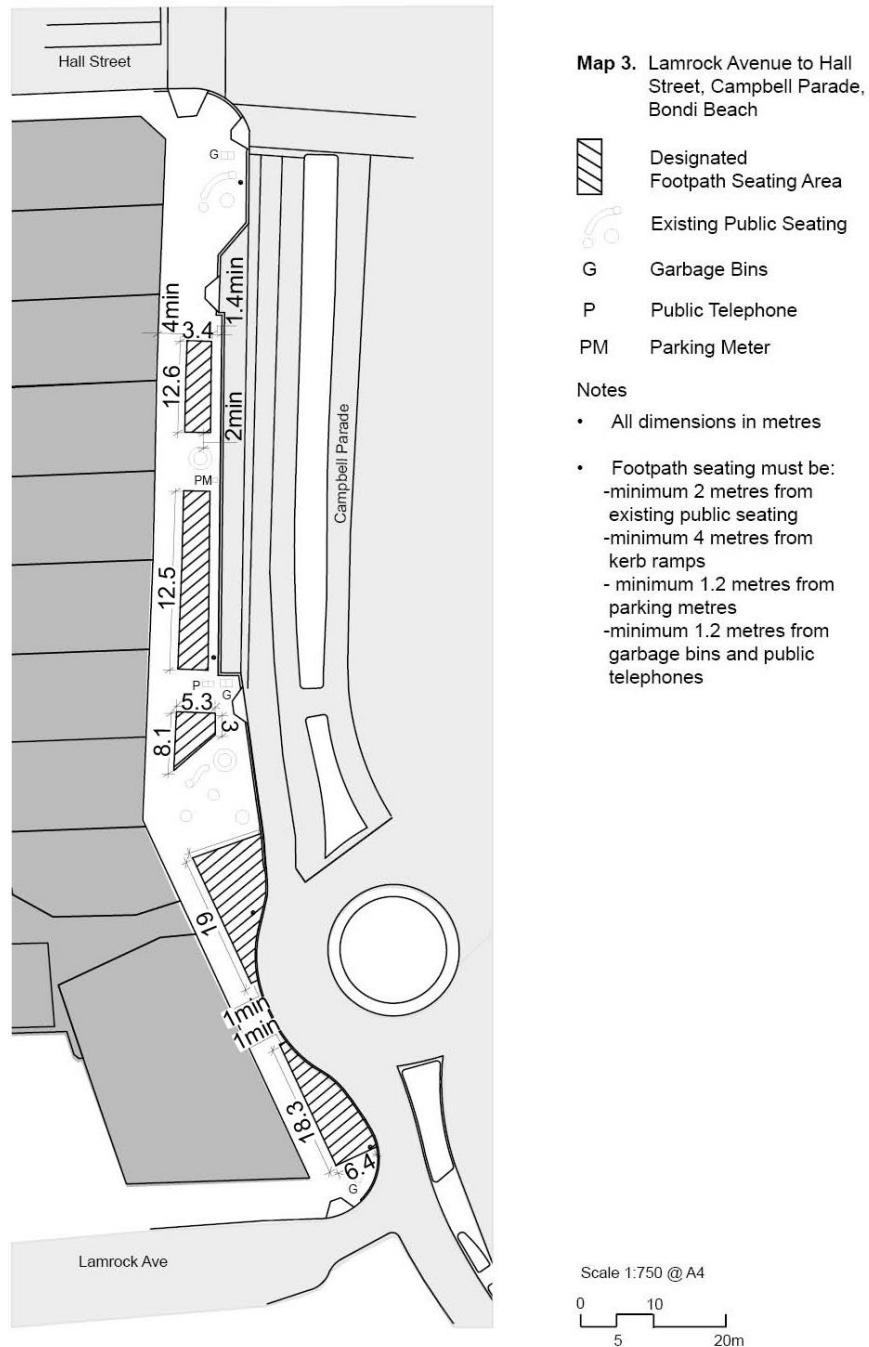 Hall Street
G
4min
3.4
1.4min
12.6
2min
PM
Campbell Parade
12.5
P
G
5.3
3
8.1
19
1min
1min
18.3
6.4
G
Lamrock Ave
Map 3. Lamrock Avenue to Hall
Street, Campbell Parade,
Bondi Beach
Designated
Footpath Seating Area
Existing Public Seating
G Garbage Bins
P Public Telephone
PM Parking Meter
Notes
• All dimensions in metres
• Footpath seating must be:
-minimum 2 metres from
existing public seating
-minimum 4 metres from
kerb ramps
- minimum 1.2 metres from
parking metres
-minimum 1.2 metres from
garbage bins and public
telephones
Scale 1:750 @ A4
0 10
5 20m